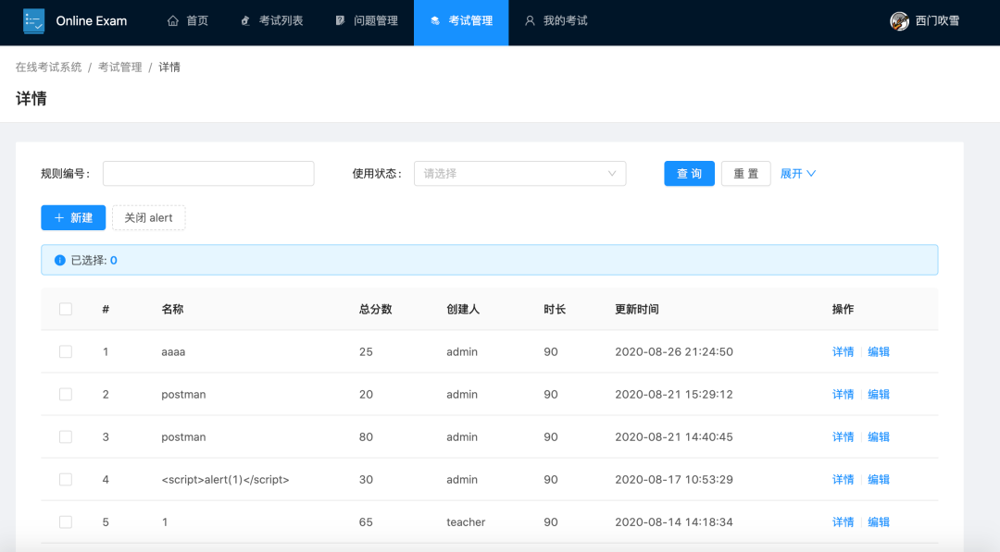 Online Exam 首页 考试列表 问题管理 考试管理 我的考试 西门吹雪
在线考试系统 / 考试管理 / 详情
详情
规则编号: 使用状态: 请选择 查 询 重 置 展开
+ 新建 关闭 alert
已选择: 0
# 名称 总分数 创建人 时长 更新时间 操作
1 aaaa 25 admin 90 2020-08-26 21:24:50 详情 编辑
2 postman 20 admin 90 2020-08-21 15:29:12 详情 编辑
3 postman 80 admin 90 2020-08-21 14:40:45 详情 编辑
4 <script>alert(1)</script> 30 admin 90 2020-08-17 10:53:29 详情 编辑
5 1 65 teacher 90 2020-08-14 14:18:34 详情 编辑